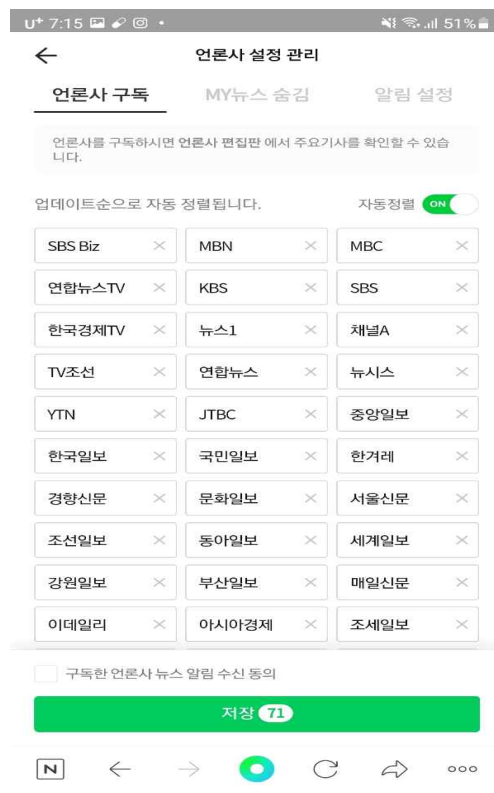 U+ 7:15 51%
언론사 설정 관리
언론사 구독 MY뉴스 숨김 알림 설정
언론사를 구독하시면 언론사 편집판 에서 주요기사를 확인할 수 있습
니다.
업데이트순으로 자동 정렬됩니다. 자동정렬 ON
SBS Biz MBN MBC
연합뉴스TV KBS SBS
한국경제TV 뉴스1 채널A
TV조선 연합뉴스 뉴시스
YTN JTBC 중앙일보
한국일보 국민일보 한겨레
경향신문 문화일보 서울신문
조선일보 동아일보 세계일보
강원일보 부산일보 매일신문
이데일리 아시아경제 조세일보
구독한 언론사 뉴스 알림 수신 동의
저장 71
N